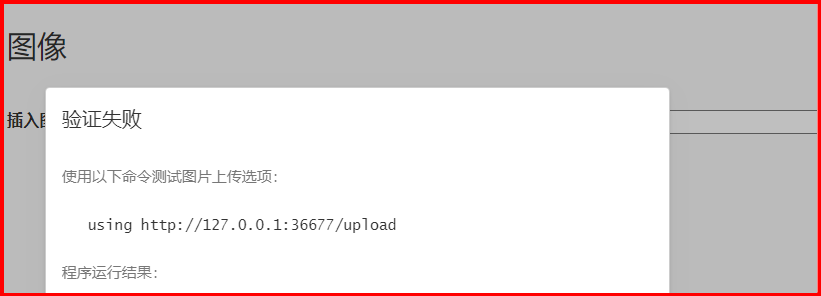 图像
插入
验证失败
使用以下命令测试图片上传选项：
using http://127.0.0.1:36677/upload
程序运行结果：